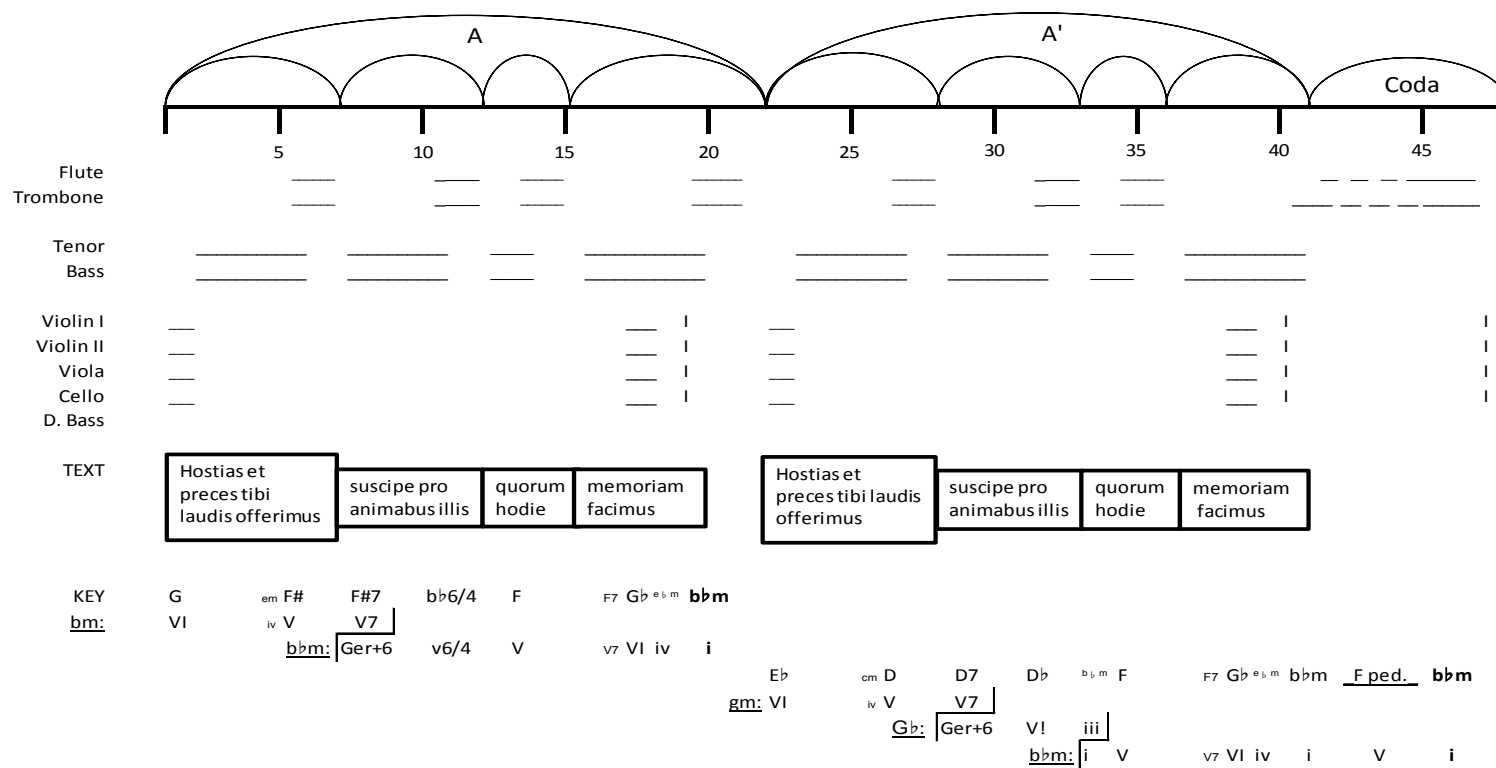 A A'
Coda
5 10 15 20 25 30 35 40 45
Flute
Trombone
Tenor
Bass
Violin I
Violin II
Viola
Cello
D. Bass
TEXT
Hostias et
preces tibi
laudis offerimus
suscipe pro
animabus illis
quorum
hodie
memoriam
facimus
Hostias et
preces tibi laudis
offerimus
suscipe pro
animabus illis
quorum
hodie
memoriam
facimus
KEY G em F# F#7 b♭6/4 F F7 G♭ e♭m b♭m
bm: VI iv V V7
b♭m: Ger+6 v6/4 V V7 VI iv i
E♭ cm D D7 D♭ b♭m F F7 G♭ e♭m b♭m _F ped._ b♭m
gm: VI iv V V7
G♭: Ger+6 V! iii
b♭m: i V V7 VI iv i V i